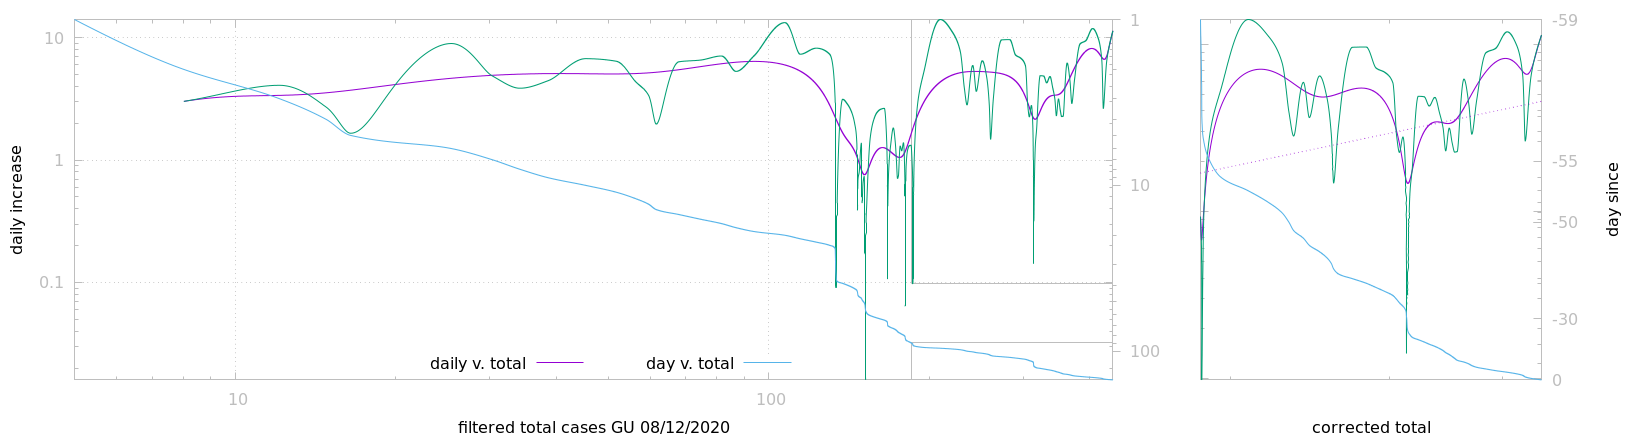 10
1
0.1
daily increase
10
100
filtered total cases GU 08/12/2020
daily v. total
day v. total
1
10
100
-59
-55
-50
-30
0
day since
corrected total